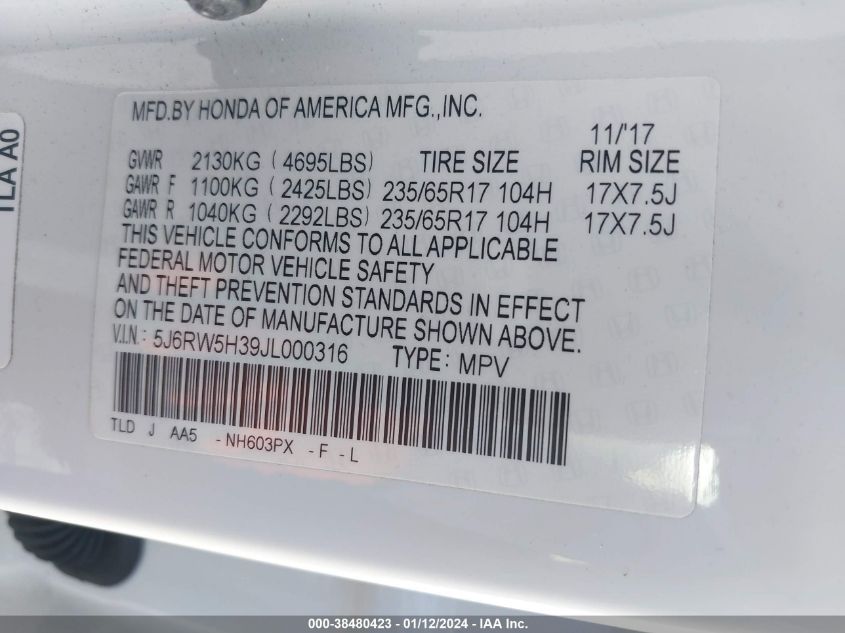 TLA A0
MFD.BY HONDA OF AMERICA MFG.,INC.
11/'17
GVWR 2130KG ( 4695LBS) TIRE SIZE RIM SIZE
GAWR F 1100KG ( 2425LBS) 235/65R17 104H 17X7.5J
GAWR R 1040KG ( 2292LBS) 235/65R17 104H 17X7.5J
THIS VEHICLE CONFORMS TO ALL APPLICABLE
FEDERAL MOTOR VEHICLE SAFETY
AND THEFT PREVENTION STANDARDS IN EFFECT
ON THE DATE OF MANUFACTURE SHOWN ABOVE.
V.I.N.: 5J6RW5H39JL000316 TYPE: MPV
TLD J AA5 -NH603PX -F -L
000-38480423 - 01/12/2024 - IAA Inc.